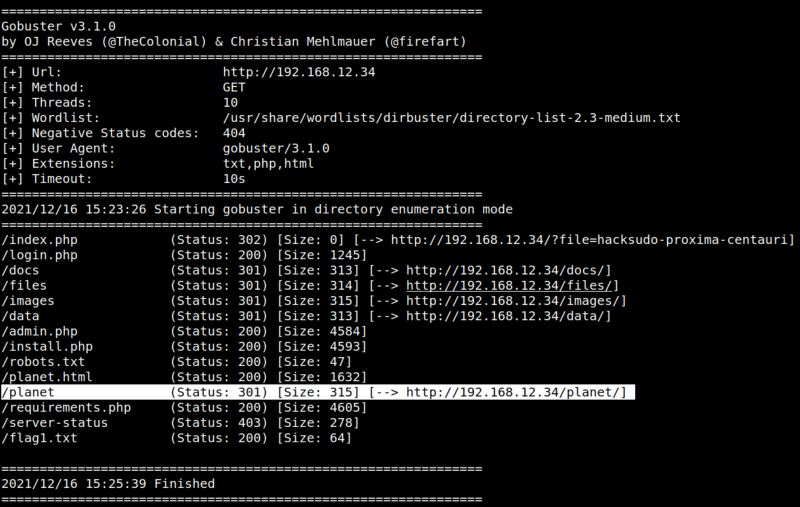 ===============================================================
Gobuster v3.1.0
by OJ Reeves (@TheColonial) & Christian Mehlmauer (@firefart)
===============================================================
[+] Url:                     http://192.168.12.34
[+] Method:                  GET
[+] Threads:                 10
[+] Wordlist:                /usr/share/wordlists/dirbuster/directory-list-2.3-medium.txt
[+] Negative Status codes:   404
[+] User Agent:              gobuster/3.1.0
[+] Extensions:              txt,php,html
[+] Timeout:                 10s
===============================================================
2021/12/16 15:23:26 Starting gobuster in directory enumeration mode
===============================================================
/index.php            (Status: 302) [Size: 0] [--> http://192.168.12.34/?file=hacksudo-proxima-centauri]
/login.php            (Status: 200) [Size: 1245]
/docs                 (Status: 301) [Size: 313] [--> http://192.168.12.34/docs/]
/files                (Status: 301) [Size: 314] [--> http://192.168.12.34/files/]
/images               (Status: 301) [Size: 315] [--> http://192.168.12.34/images/]
/data                 (Status: 301) [Size: 313] [--> http://192.168.12.34/data/]
/admin.php            (Status: 200) [Size: 4584]
/install.php          (Status: 200) [Size: 4593]
/robots.txt           (Status: 200) [Size: 47]
/planet.html          (Status: 200) [Size: 1632]
/planet               (Status: 301) [Size: 315] [--> http://192.168.12.34/planet/]
/requirements.php     (Status: 200) [Size: 4605]
/server-status        (Status: 403) [Size: 278]
/flag1.txt            (Status: 200) [Size: 64]
===============================================================
2021/12/16 15:25:39 Finished
===============================================================